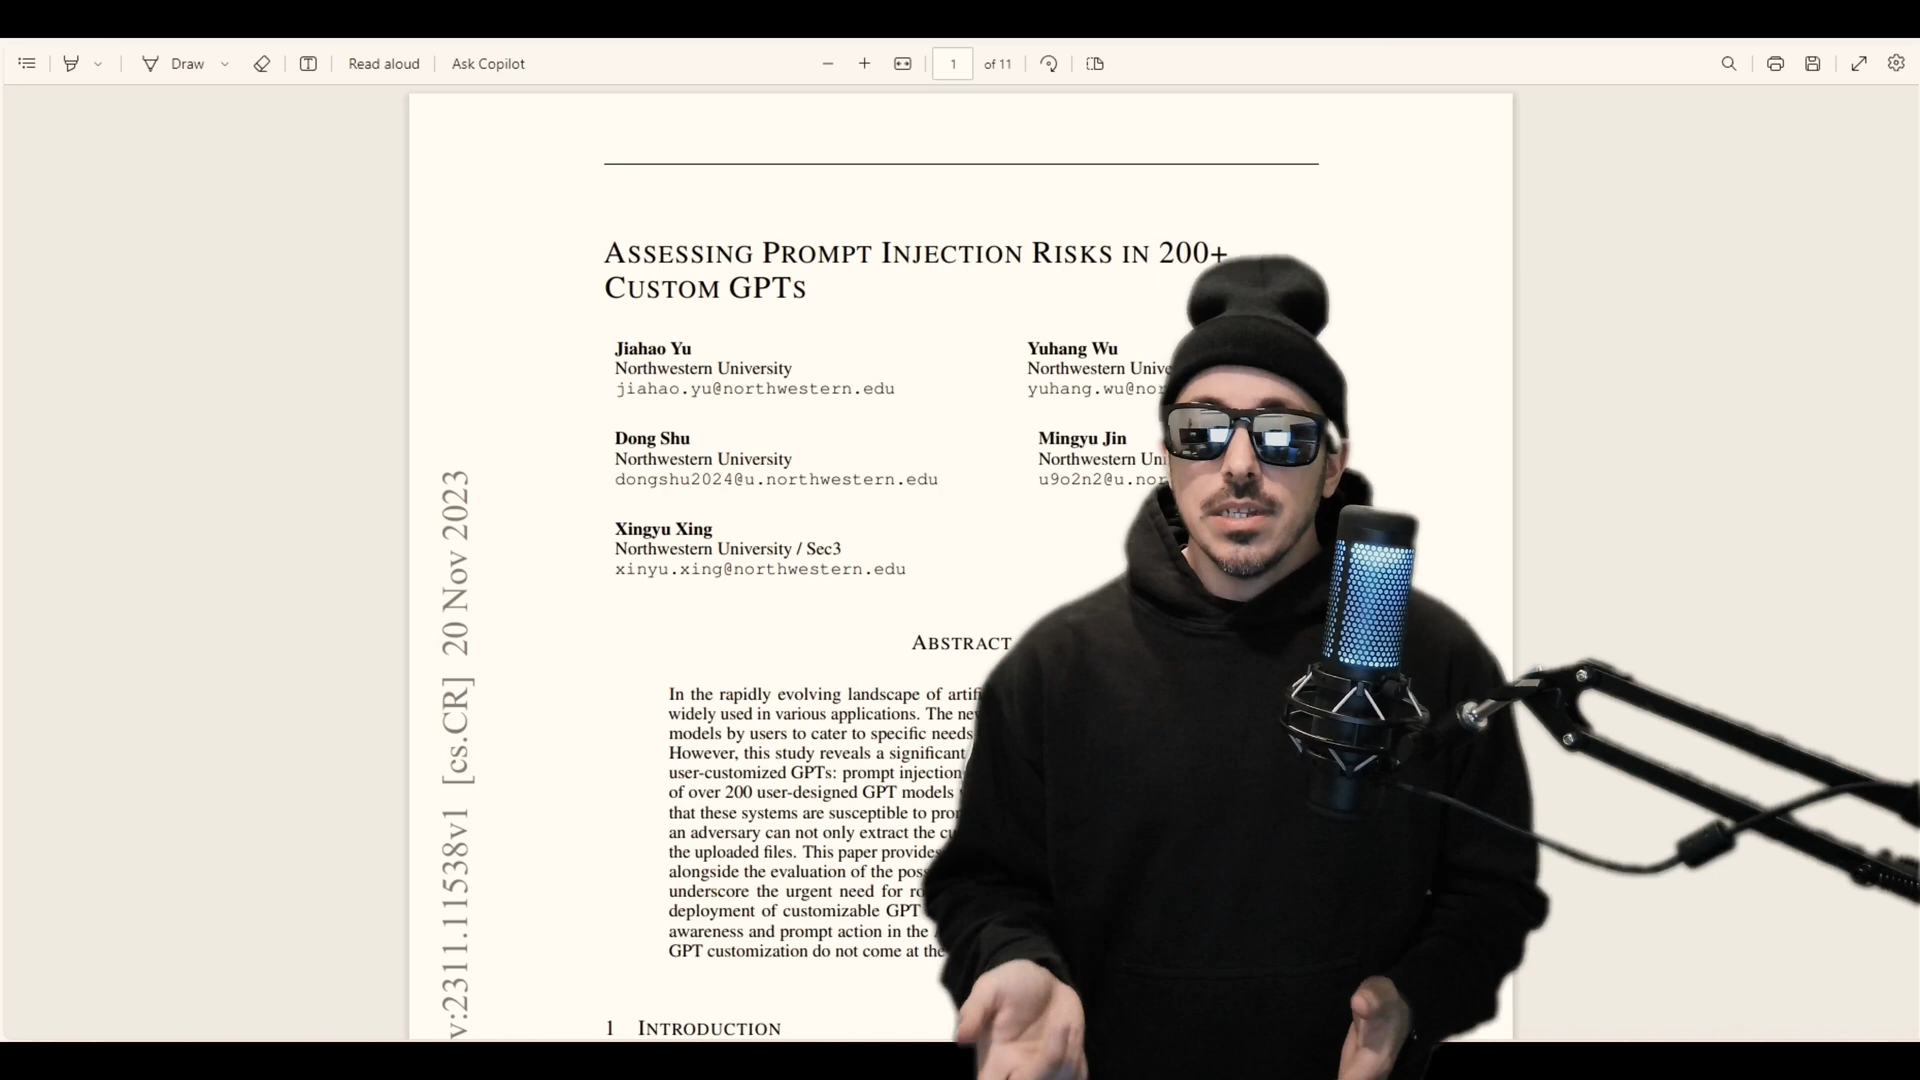 Draw
Read aloud
Ask Copilot
1
of 11
ASSESSING PROMPT INJECTION RISKS IN 200+
CUSTOM GPTS
Jiahao Yu
Northwestern University
jiahao.yu@northwestern.edu
Yuhang Wu
Northwestern
yuhang.wu@nor
Dong Shu
Northwestern University
dongshu2024@u.northwestern.edu
Mingyu Jin
Northwestern
u9o2n2@u.nor
Xingyu Xing
Northwestern University / Sec3
xinyu.xing@northwestern.edu
v:2311.11538v1 [cs.CR] 20 Nov 2023
ABSTRACT
In the rapidly evolving landscape of
widely used in various applications. The
models by users to cater to specific needs
However, this study reveals a significant
user-customized GPTs: prompt injection
of over 200 user-designed GPT models
that these systems are susceptible to
an adversary can not only extract the
the uploaded files. This paper provides
alongside the evaluation of the
underscore the urgent need for
deployment of customizable GPT
awareness and prompt action in the
GPT customization do not come at the
1 INTRODUCTION